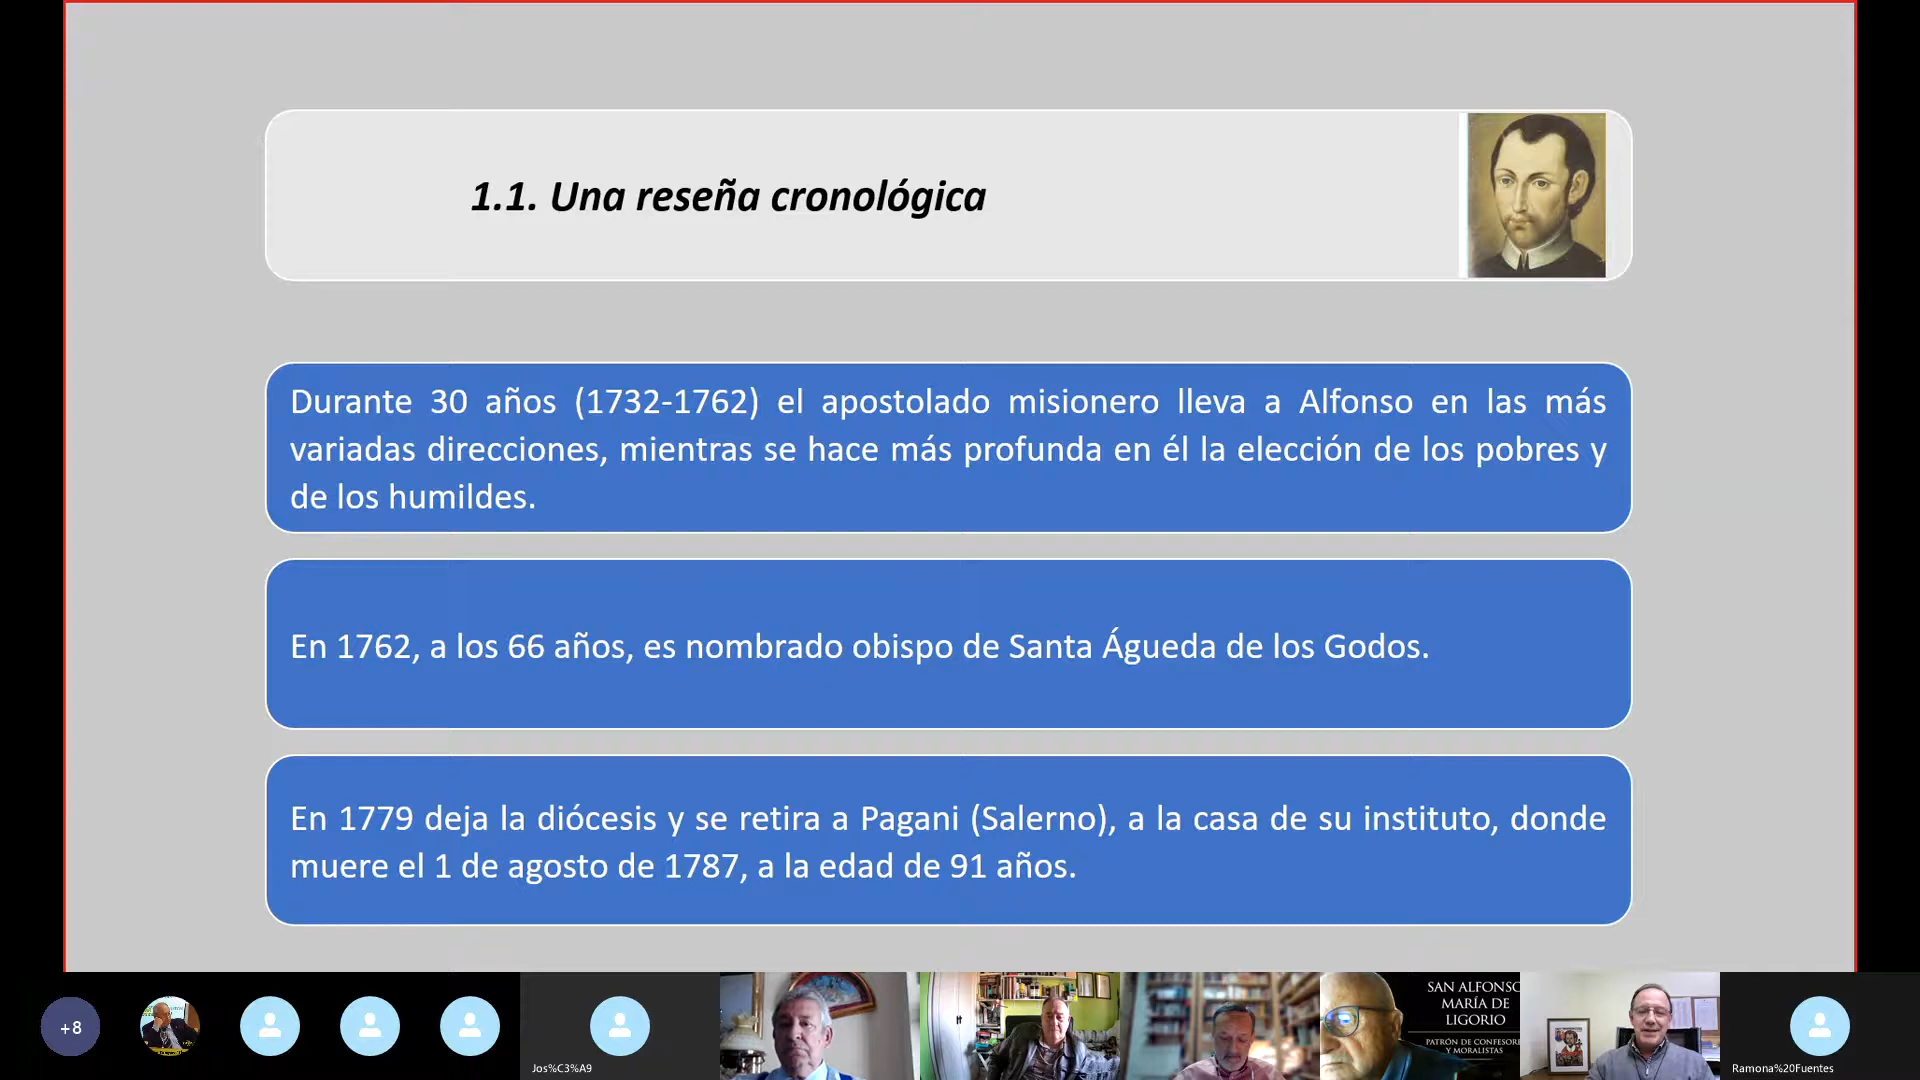 1.1. Una reseña cronológica
Durante 30 años (1732-1762) el apostolado misionero lleva a Alfonso en las más
variadas direcciones, mientras se hace más profunda en él la elección de los pobres y
de los humildes.
En 1762, a los 66 años, es nombrado obispo de Santa Águeda de los Godos.
En 1779 deja la diócesis y se retira a Pagani (Salerno), a la casa de su instituto, donde
muere el 1 de agosto de 1787, a la edad de 91 años.
+8
Jos%C3%A9
SAN ALFONSO
MARÍA DE
LIGORIO
PATRÓN DE CONFESORE
Y MORALISTAS
Ramona%20Fuentes